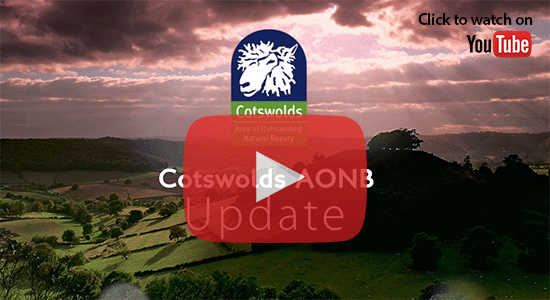 Click to watch on
YouTube
Cotswolds
Area of Outstanding
Natural Beauty
Cotswolds AONB
Update